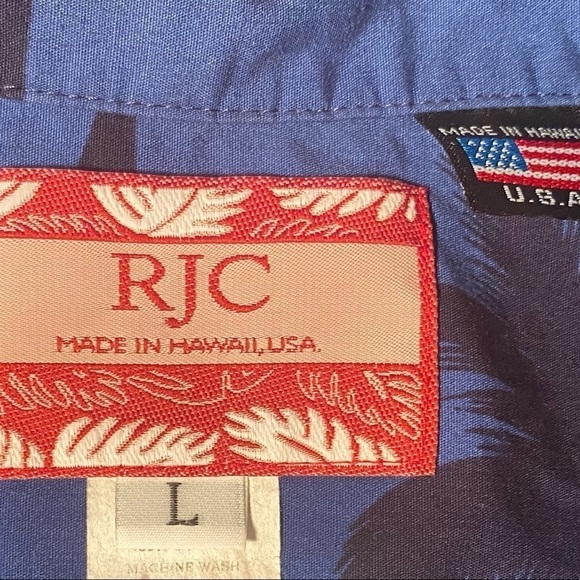 MADE IN HAWAII
U.S.A
RJC
MADE IN HAWAII, USA.
L
MACHINE WASH